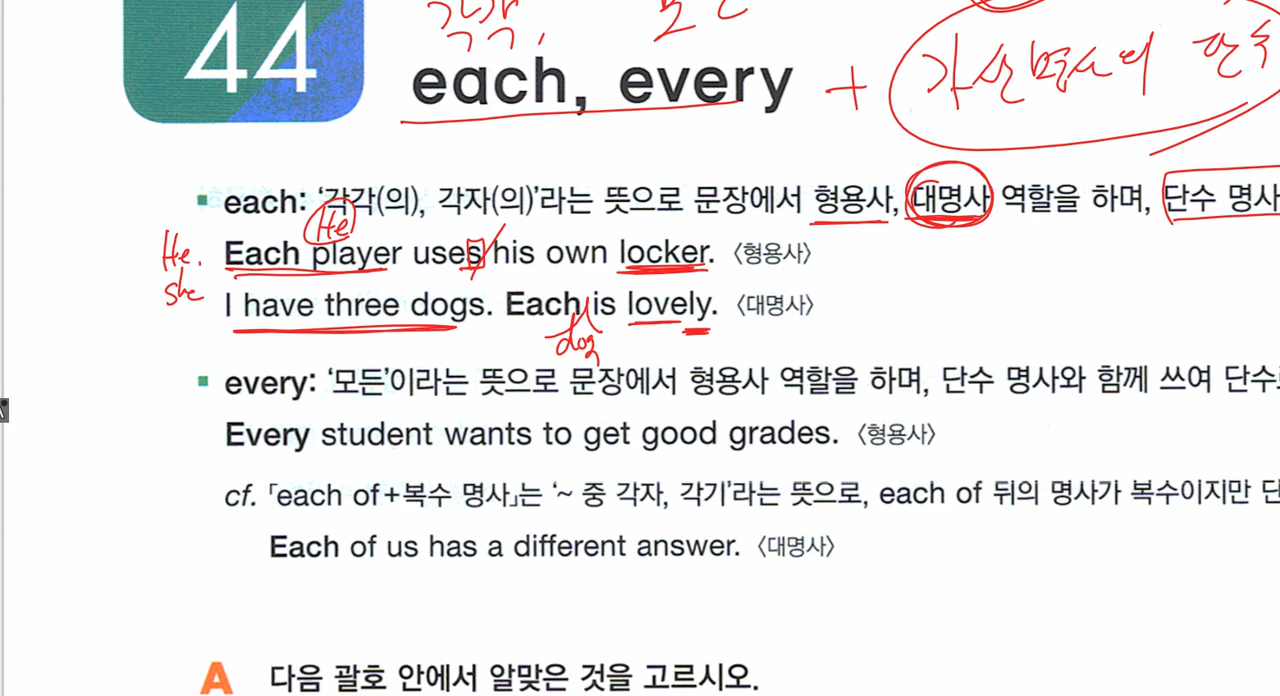 44
각각, 모든
each, every + 가산명사의 단수
each: '각각(의), 각자(의)'라는 뜻으로 문장에서 형용사, 대명사 역할을 하며, 단수 명사
He
He. Each player uses his own locker. 〈형용사〉
she
I have three dogs. Each is lovely. 〈대명사〉
dog
every: '모든'이라는 뜻으로 문장에서 형용사 역할을 하며, 단수 명사와 함께 쓰여 단수
Every student wants to get good grades. 〈형용사〉
cf. 「each of+복수 명사」는 '~ 중 각자, 각기'라는 뜻으로, each of 뒤의 명사가 복수이지만 단
Each of us has a different answer. 〈대명사〉
A 다음 괄호 안에서 알맞은 것을 고르시오.